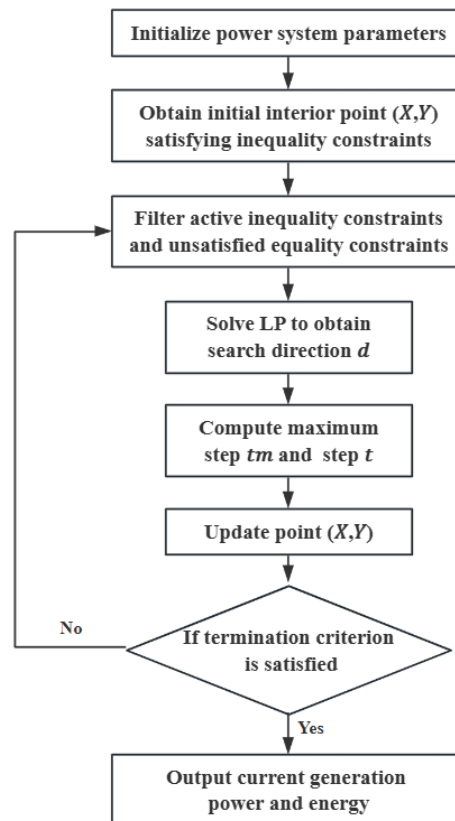 Initialize power system parameters
Obtain initial interior point (X,Y)
satisfying inequality constraints
Filter active inequality constraints
and unsatisfied equality constraints
Solve LP to obtain
search direction d
Compute maximum
step tm and step t
Update point (X,Y)
If termination criterion
is satisfied
No
Yes
Output current generation
power and energy